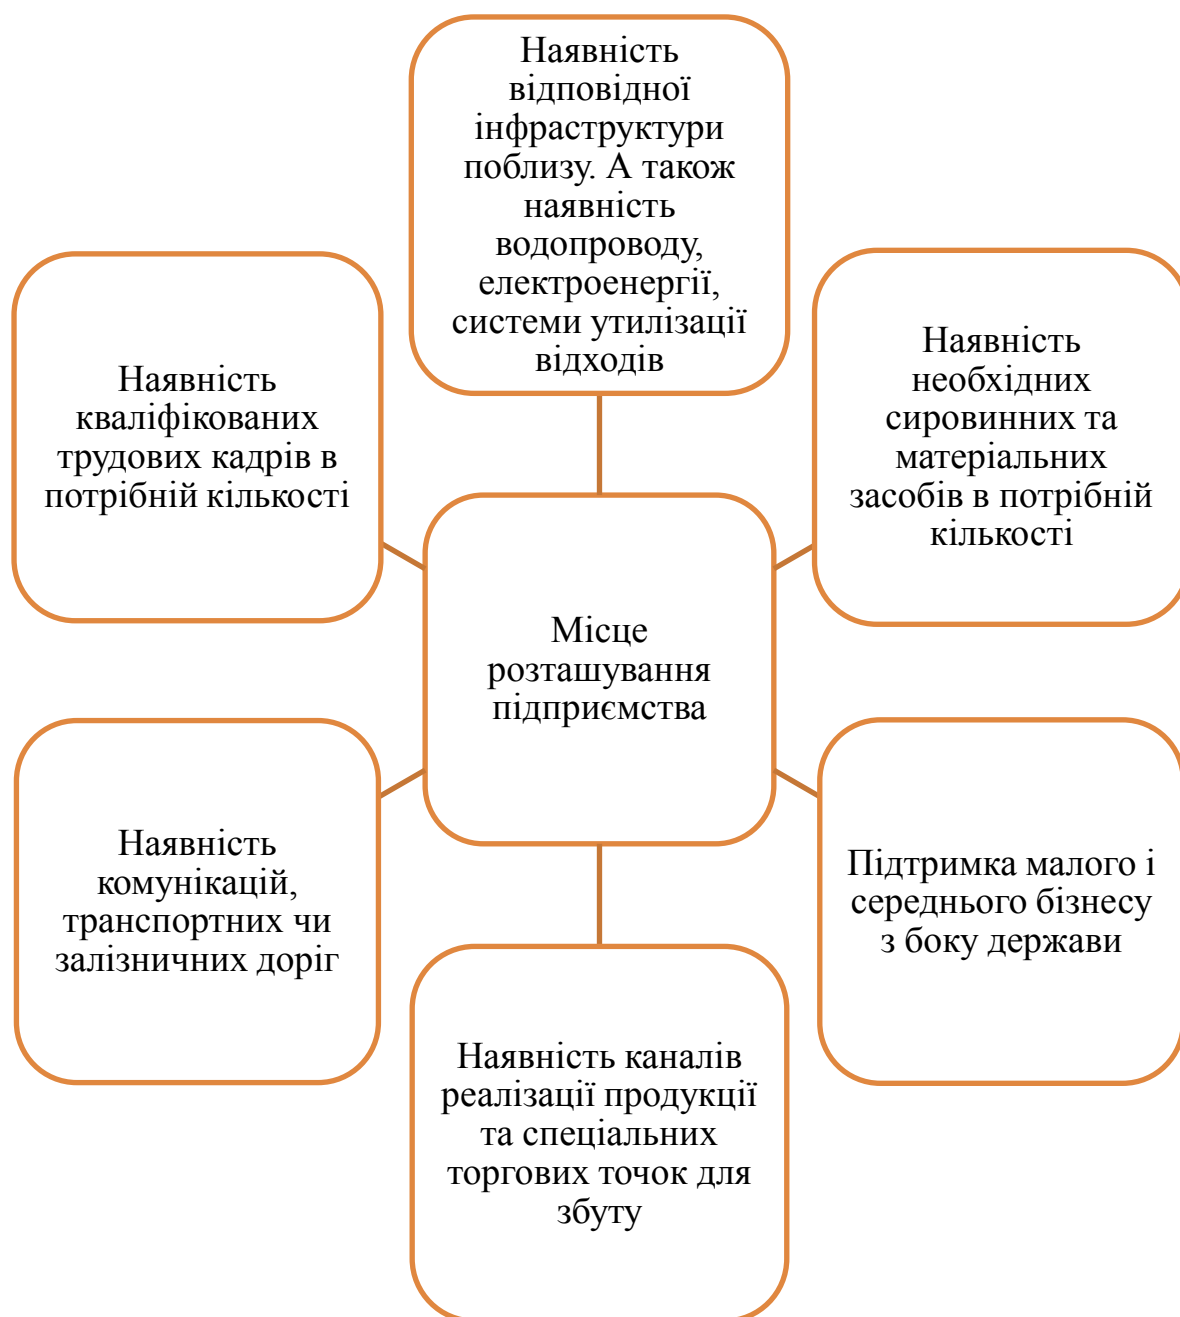 Наявність
відповідної
інфраструктури
поблизу. А також
наявність
водопроводу,
електроенергії,
системи утилізації
відходів
Наявність
необхідних
сировинних та
матеріальних
засобів в потрібній
кількості
Наявність
кваліфікованих
трудових кадрів в
потрібній кількості
Місце
розташування
підприємства
Наявність
комунікацій,
транспортних чи
залізничних доріг
Підтримка малого і
середнього бізнесу
з боку держави
Наявність каналів
реалізації продукції
та спеціальних
торгових точок для
збуту